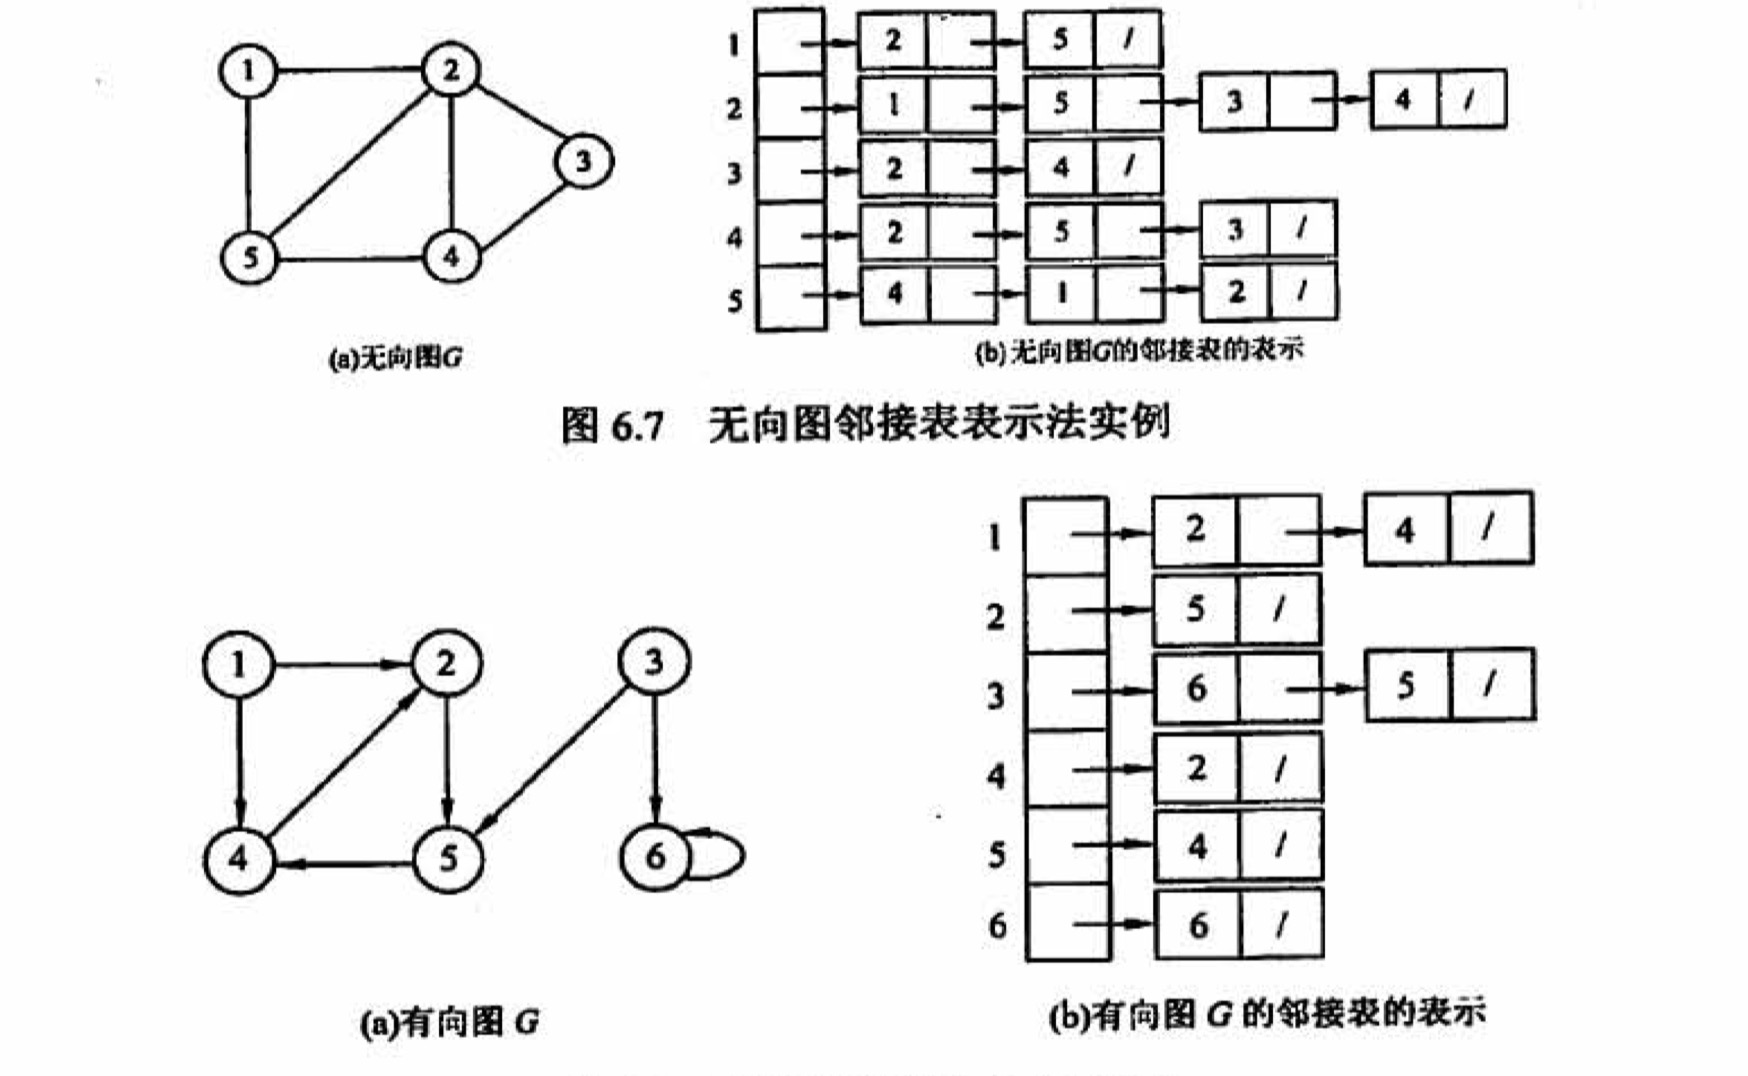 1 2 3 4 5
1 2 5 /
2 1 5 3 4 /
3 2 4 /
4 2 5 3 /
5 4 1 2 /
(a)无向图G
(b)无向图G的邻接表的表示
图 6.7 无向图邻接表表示法实例
1 2 3
4 5 6
1 2 4 /
2 5 /
3 6 5 /
4 2 /
5 4 /
6 6 /
(a)有向图 G
(b)有向图 G 的邻接表的表示